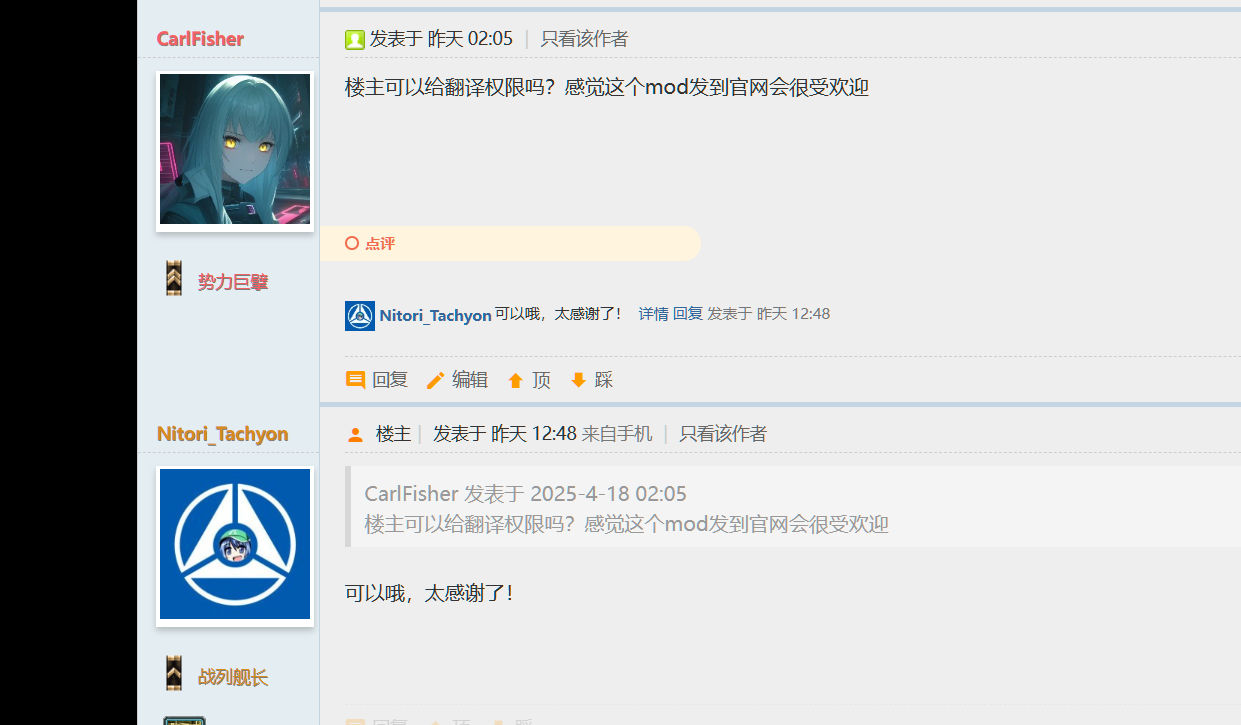 CarlFisher
发表于 昨天 02:05 | 只看该作者
楼主可以给翻译权限吗？感觉这个mod发到官网会很受欢迎
势力巨擘
点评
Nitori_Tachyon 可以哦，太感谢了！ 详情 回复 发表于 昨天 12:48
回复 编辑 顶 踩
Nitori_Tachyon
楼主 | 发表于 昨天 12:48 来自手机 | 只看该作者
CarlFisher 发表于 2025-4-18 02:05
楼主可以给翻译权限吗？感觉这个mod发到官网会很受欢迎
可以哦，太感谢了！
战列舰长
回复 顶 踩